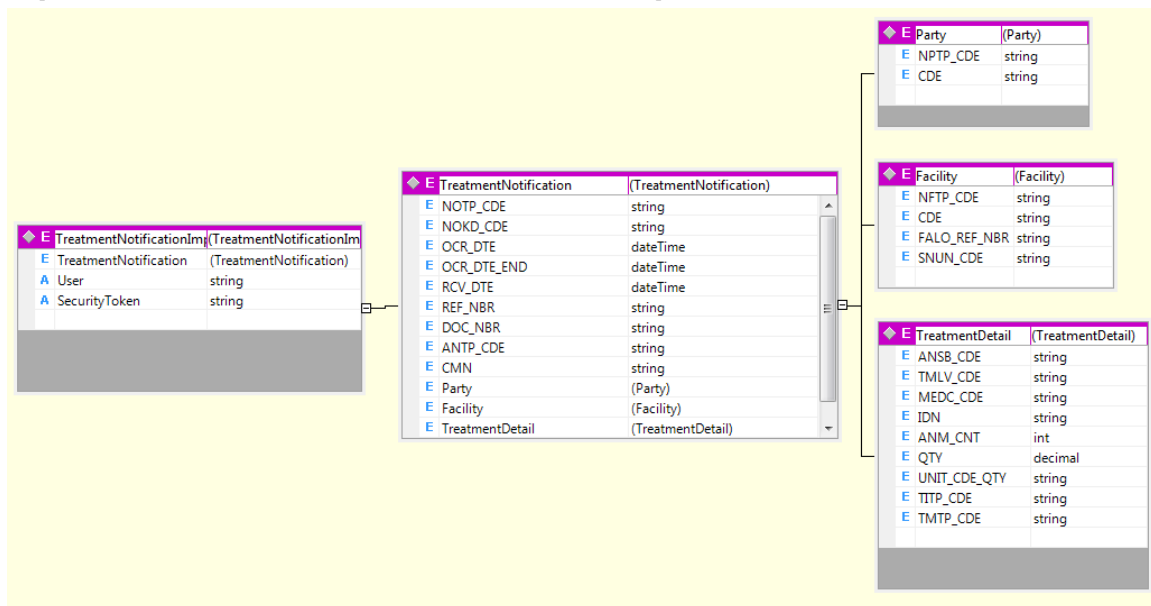 E TreatmentNotificationIm (TreatmentNotificationIm
E TreatmentNotification (TreatmentNotification)
A User string
A SecurityToken string
E TreatmentNotification (TreatmentNotification)
E NOTP_CDE string
E NOKD_CDE string
E OCR_DTE dateTime
E OCR_DTE_END dateTime
E RCV_DTE dateTime
E REF_NBR string
E DOC_NBR string
E ANTP_CDE string
E CMN string
E Party (Party)
E Facility (Facility)
E TreatmentDetail (TreatmentDetail)
E Party (Party)
E NPTP_CDE string
E CDE string
E Facility (Facility)
E NFTP_CDE string
E CDE string
E FALO_REF_NBR string
E SNUN_CDE string
E TreatmentDetail (TreatmentDetail)
E ANSB_CDE string
E TMLV_CDE string
E MEDC_CDE string
E IDN string
E ANM_CNT int
E QTY decimal
E UNIT_CDE_QTY string
E TITP_CDE string
E TMTP_CDE string